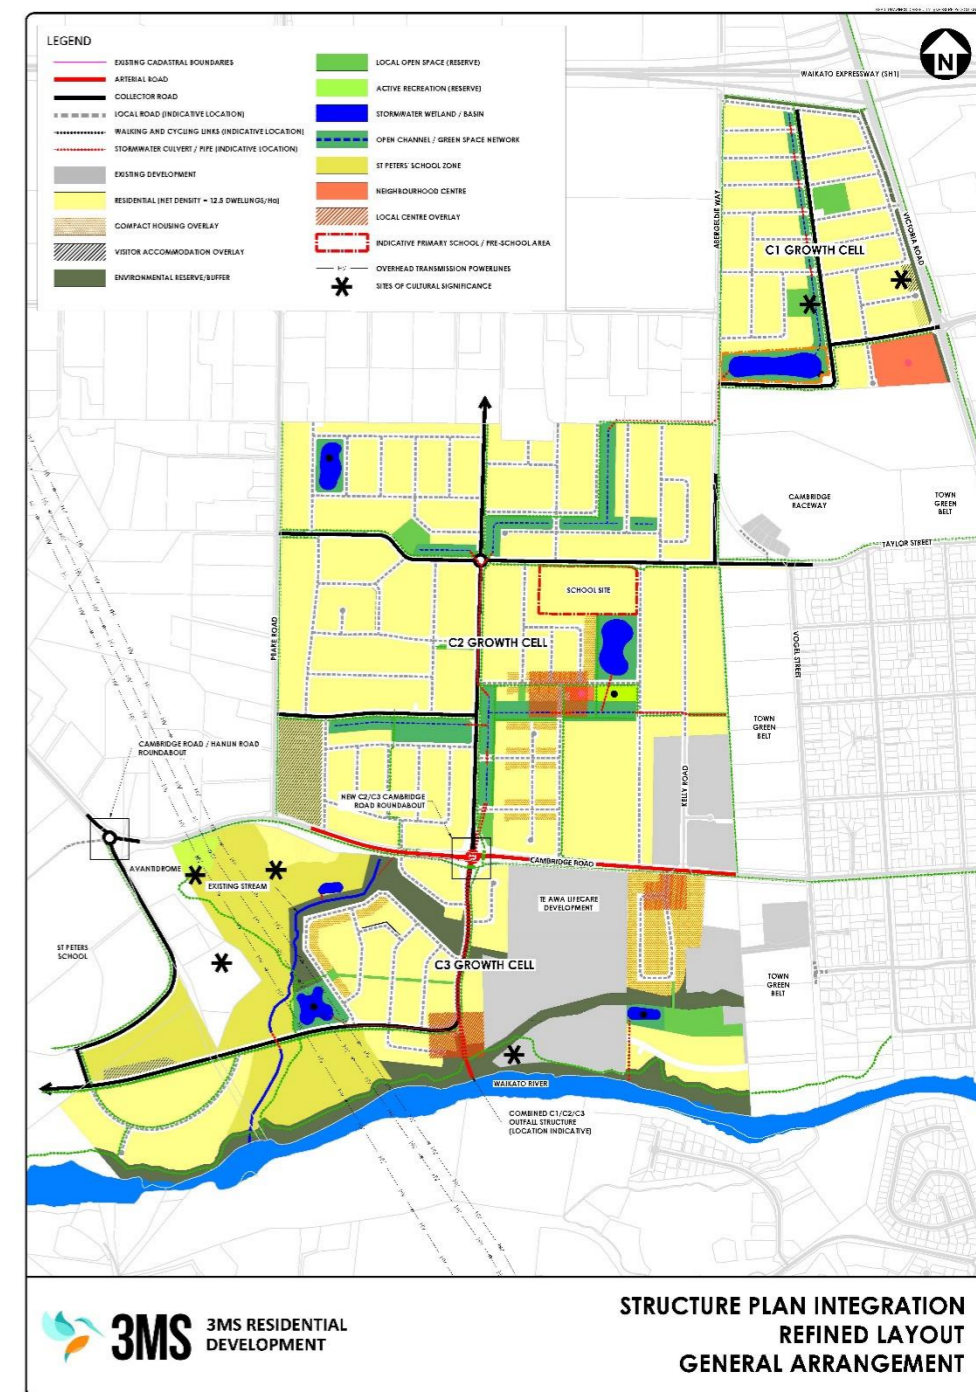 LEGEND
EXISTING CADASTRAL BOUNDARIES
ARTERIAL ROAD
COLLECTOR ROAD
LOCAL ROAD (INDICATIVE LOCATION)
WALKING AND CYCLING LINKS (INDICATIVE LOCATION)
STORMWATER CULVERT / PIPE (INDICATIVE LOCATION)
EXISTING DEVELOPMENT
RESIDENTIAL (NET DENSITY = 12.5 DWELLINGS/Ha)
COMPACT HOUSING OVERLAY
VISITOR ACCOMMODATION OVERLAY
ENVIRONMENTAL RESERVE/BUFFER
LOCAL OPEN SPACE (RESERVE)
ACTIVE RECREATION (RESERVE)
STORMWATER WETLAND / BASIN
OPEN CHANNEL / GREEN SPACE NETWORK
ST PETERS' SCHOOL ZONE
NEIGHBOURHOOD CENTRE
LOCAL CENTRE OVERLAY
INDICATIVE PRIMARY SCHOOL / PRE-SCHOOL AREA
OVERHEAD TRANSMISSION POWERLINES
SITES OF CULTURAL SIGNIFICANCE
N
WAIKATO EXPRESSWAY (SH1)
ABERGELDIE WAY
VICTORIA ROAD
C1 GROWTH CELL
CAMBRIDGE
RACEWAY
TOWN
GREEN
BELT
TAYLOR STREET
SCHOOL SITE
PEAKE ROAD
C2 GROWTH CELL
VOGEL STREET
TOWN
GREEN
BELT
CAMBRIDGE ROAD / HANLIN ROAD
ROUNDABOUT
KELLY ROAD
NEW C2/C3 CAMBRIDGE
ROAD ROUNDABOUT
CAMBRIDGE ROAD
AVANTIDROME
EXISTING STREAM
TE AWA LIFECARE
DEVELOPMENT
ST PETERS
SCHOOL
C3 GROWTH CELL
TOWN
GREEN
BELT
WAIKATO RIVER
COMBINED C1/C2/C3
OUTFALL STRUCTURE
(LOCATION INDICATIVE)
3MS
3MS RESIDENTIAL
DEVELOPMENT
STRUCTURE PLAN INTEGRATION
REFINED LAYOUT
GENERAL ARRANGEMENT